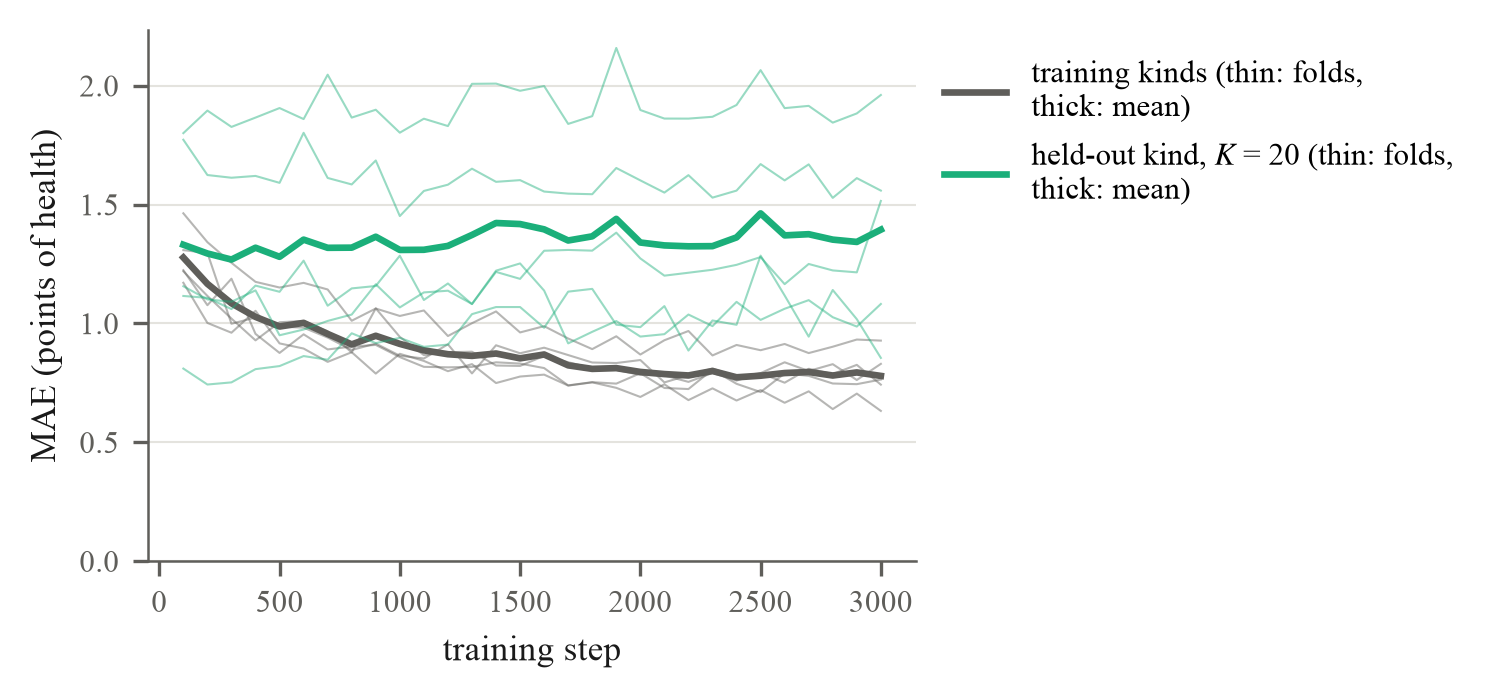 2.0
1.5
1.0
0.5
0.0
MAE (points of health)
0 500 1000 1500 2000 2500 3000
training step
training kinds (thin: folds,
thick: mean)
held-out kind, K = 20 (thin: folds,
thick: mean)